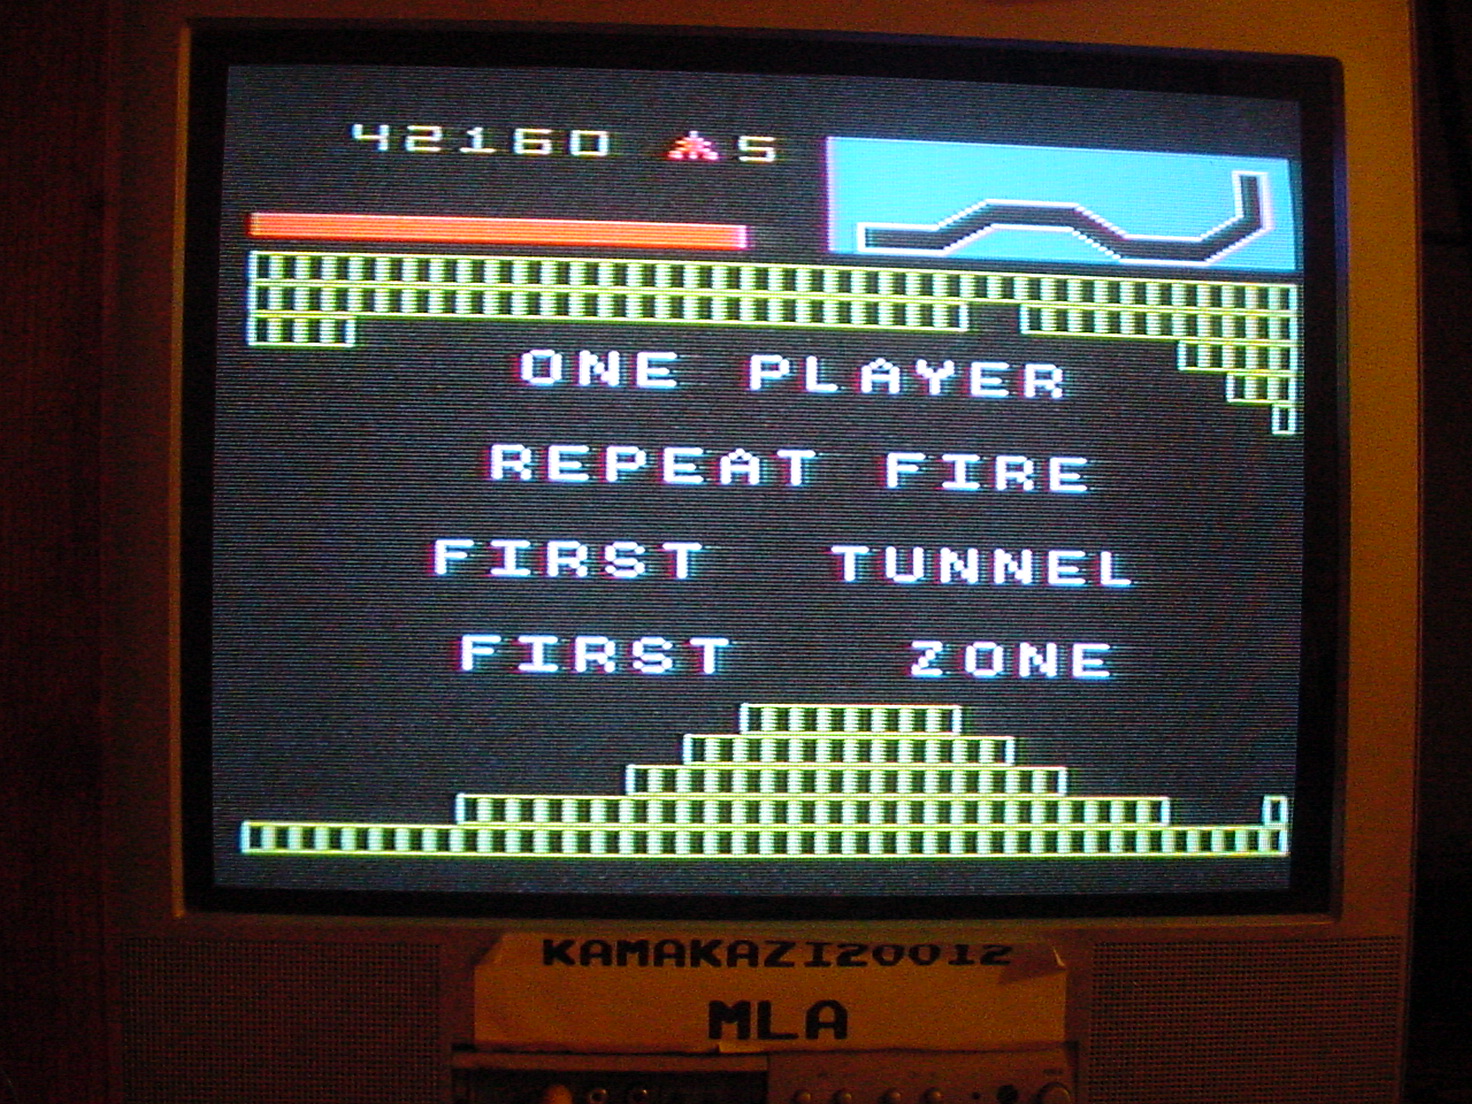 42160 5
ONE PLAYER
REPEAT FIRE
FIRST TUNNEL
FIRST ZONE
KAMAKAZI20012
MLA